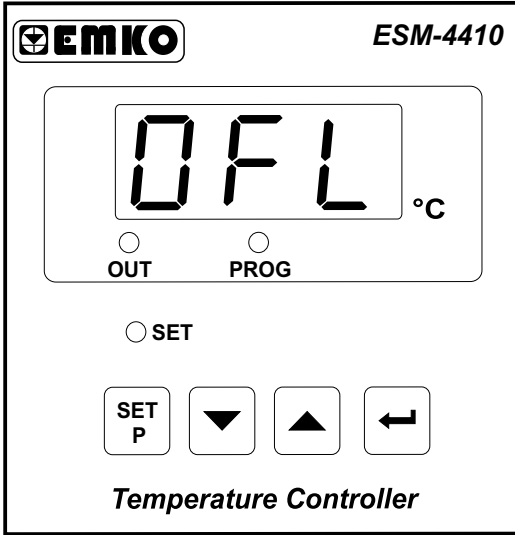 EMKO ESM-4410
OFL °C
OUT PROG
SET
SET
P
Temperature Controller